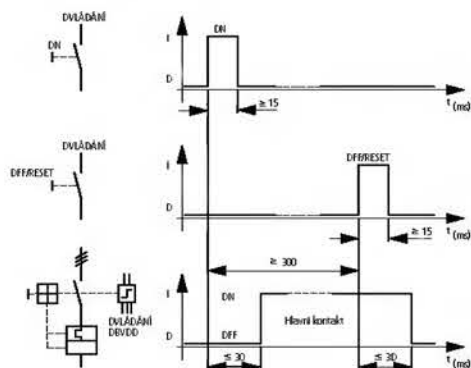 DVLÁDÁNÍ
DN
I
D
DN
≥ 15
t (ms)
DVLÁDÁNÍ
DFF/RESET
I
D
DFF/RESET
≥ 15
t (ms)
≥ 300
DVLÁDÁNÍ
DBVDD
I
D
DN
DFF
Hlavní kontakt
≤ 30
≤ 30
t (ms)